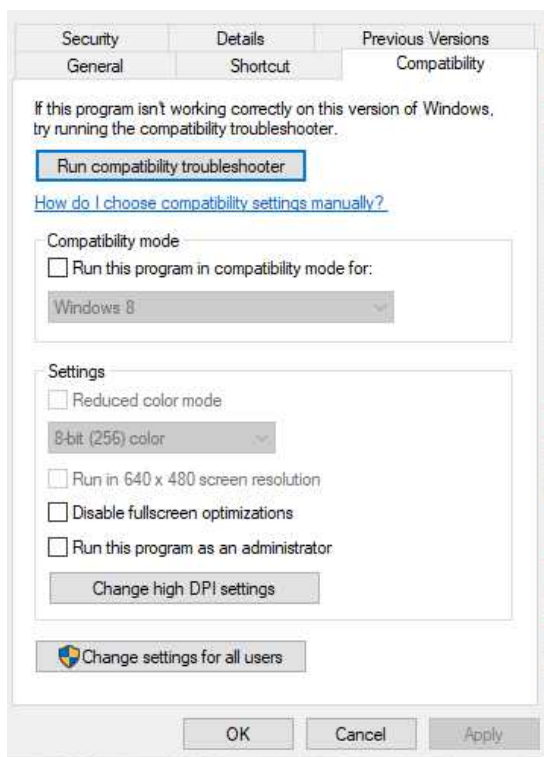 Security Details Previous Versions
General Shortcut Compatibility
If this program isn't working correctly on this version of Windows,
try running the compatibility troubleshooter.
Run compatibility troubleshooter
How do I choose compatibility settings manually?
Compatibility mode
Run this program in compatibility mode for:
Windows 8
Settings
Reduced color mode
8-bit (256) color
Run in 640 x 480 screen resolution
Disable fullscreen optimizations
Run this program as an administrator
Change high DPI settings
Change settings for all users
OK Cancel Apply